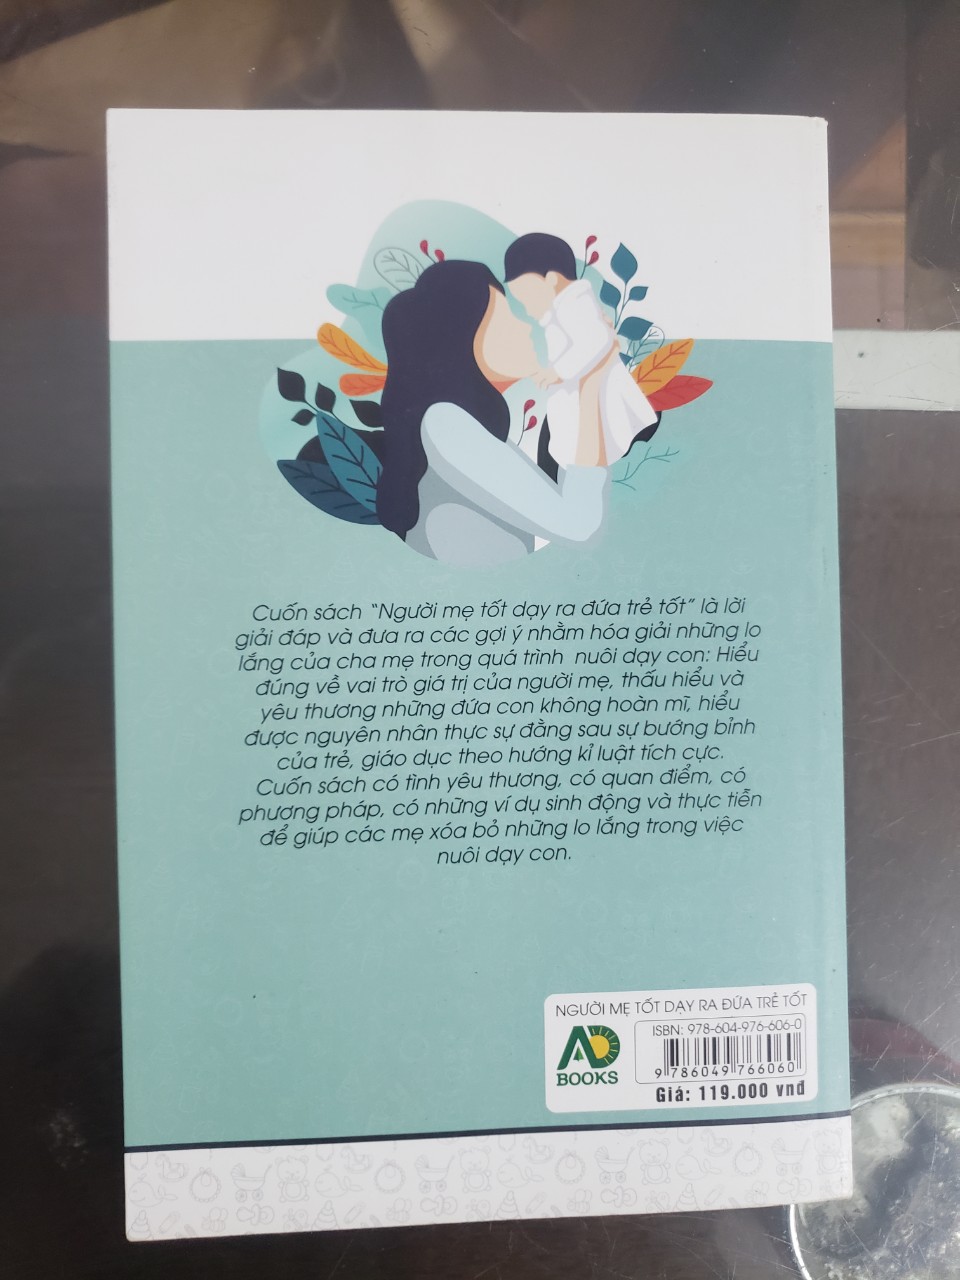 Cuốn sách “Người mẹ tốt dạy ra đứa trẻ tốt” là lời
giải đáp và đưa ra các gợi ý nhằm hóa giải những lo
lắng của cha mẹ trong quá trình nuôi dạy con: Hiểu
đúng về vai trò giá trị của người mẹ, thấu hiểu và
yêu thương những đứa con không hoàn mĩ, hiểu
được nguyên nhân thực sự đằng sau sự bướng bỉnh
của trẻ, giáo dục theo hướng kỉ luật tích cực.
Cuốn sách có tình yêu thương, có quan điểm, có
phương pháp, có những ví dụ sinh động và thực tiễn
để giúp các mẹ xóa bỏ những lo lắng trong việc
nuôi dạy con.
NGƯỜI MẸ TỐT DẠY RA ĐỨA TRẺ TỐT
AD
BOOKS
ISBN: 978-604-976-606-0
9 786049 766060
Giá: 119.000 vnđ